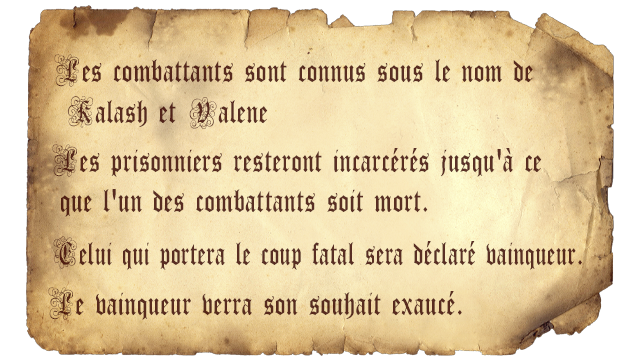 Les combattants sont connus sous le nom de
Kalash et Valene
Les prisonniers resteront incarcérés jusqu'à ce
que l'un des combattants soit mort.
Celui qui portera le coup fatal sera déclaré vainqueur.
Le vainqueur verra son souhait exaucé.